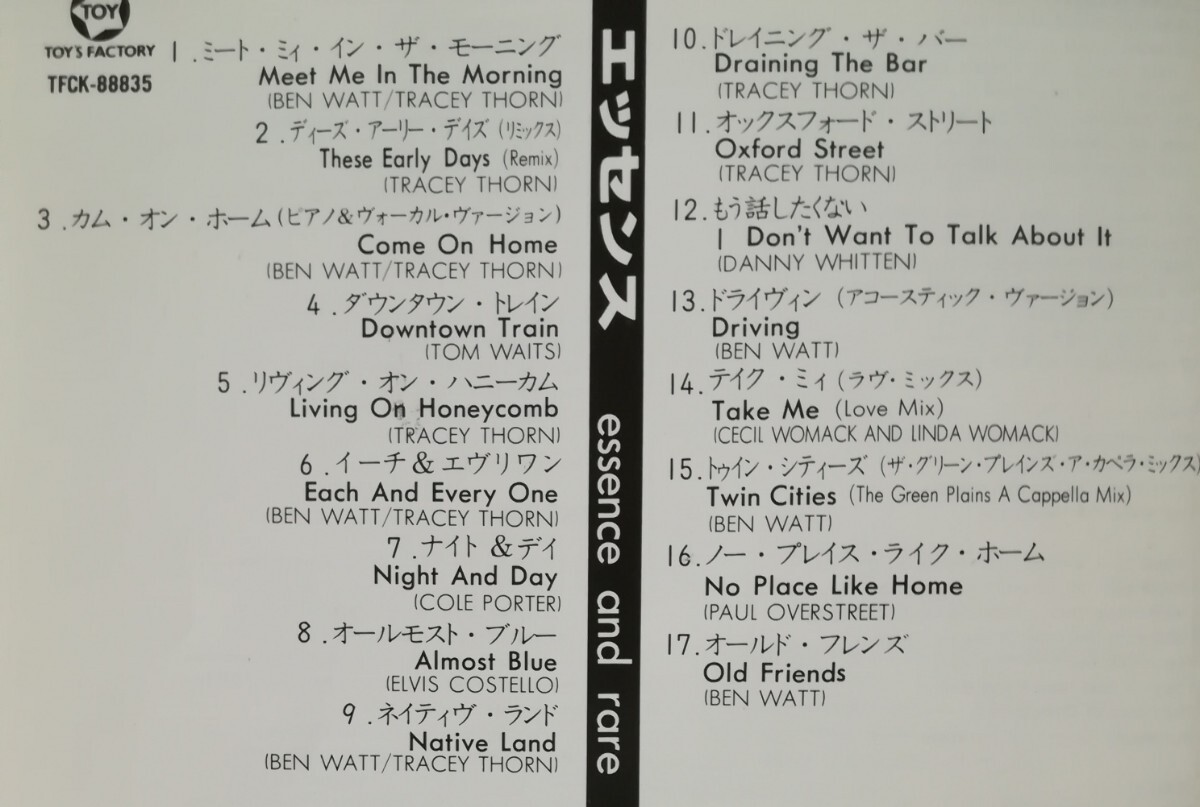 TOY
TOY'S FACTORY
TFCK-88835
1.ミート・ミィ・イン・ザ・モーニング
Meet Me In The Morning
(BEN WATT/TRACEY THORN)
2.ディーズ・アーリー・デイズ(リミックス)
These Early Days (Remix)
(TRACEY THORN)
3.カム・オン・ホーム(ピアノ&ヴォーカル・ヴァージョン)
Come On Home
(BEN WATT/TRACEY THORN)
4.ダウンタウン・トレイン
Downtown Train
(TOM WAITS)
5.リヴィング・オン・ハニーカム
Living On Honeycomb
(TRACEY THORN)
6.イーチ&エヴリワン
Each And Every One
(BEN WATT/TRACEY THORN)
7.ナイト&デイ
Night And Day
(COLE PORTER)
8.オールモスト・ブルー
Almost Blue
(ELVIS COSTELLO)
9.ネイティヴ・ランド
Native Land
(BEN WATT/TRACEY THORN)
エッセンス essence and rare
10.ドレイニング・ザ・バー
Draining The Bar
(TRACEY THORN)
11.オックスフォード・ストリート
Oxford Street
(TRACEY THORN)
12.もう話したくない
I Don't Want To Talk About It
(DANNY WHITTEN)
13.ドライヴィン(アコースティック・ヴァージョン)
Driving
(BEN WATT)
14.テイク・ミィ(ラヴ・ミックス)
Take Me (Love Mix)
(CECIL WOMACK AND LINDA WOMACK)
15.トゥイン・シティーズ(ザ・グリーン・プレインズ・ア・カペラ・ミックス)
Twin Cities (The Green Plains A Cappella Mix)
(BEN WATT)
16.ノー・プレイス・ライク・ホーム
No Place Like Home
(PAUL OVERSTREET)
17.オールド・フレンズ
Old Friends
(BEN WATT)